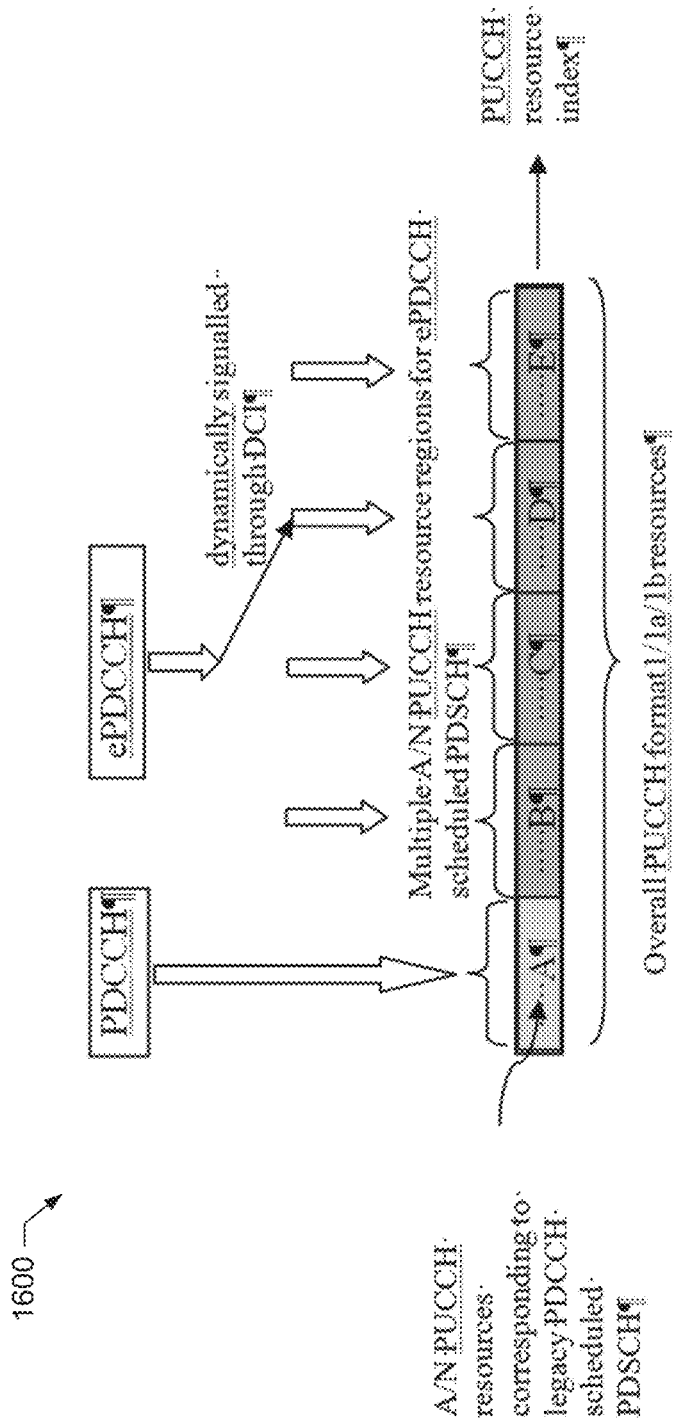 1600
PDCCH¶
ePDCCH¶
dynamically signalled·
through DCI¶
A/N PUCCH·
resources·
corresponding to·
legacy PDCCH·
scheduled·
PDSCH¶
Multiple A/N PUCCH resource regions for ePDCCH·
scheduled PDSCH¶
A¶
B¶
C¶
D¶
E¶
PUCCH·
resource·
index¶
Overall PUCCH format 1/1a/1b resources¶